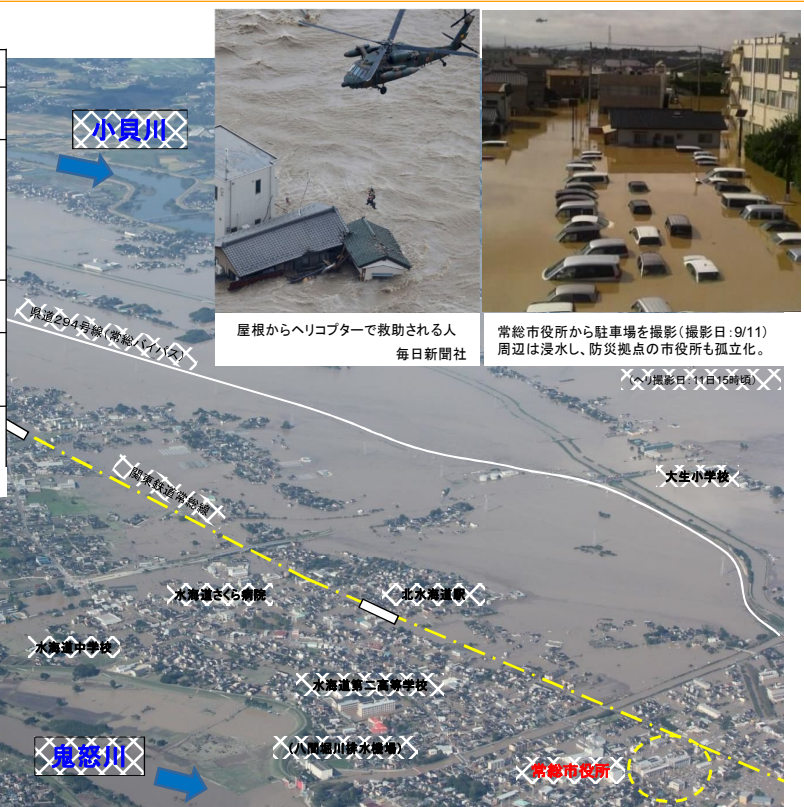 小貝川
屋根からヘリコプターで救助される人
毎日新聞社
常総市役所から駐車場を撮影(撮影日:9/11)
周辺は浸水し、防災拠点の市役所も孤立化。
(ヘリ撮影日:11日15時頃)
県道294号線(常総バイパス)
大生小学校
関東鉄道常総線
水海道さくら病院
北水海道駅
水海道中学校
水海道第二高等学校
鬼怒川
(八間堀川排水機場)
常総市役所